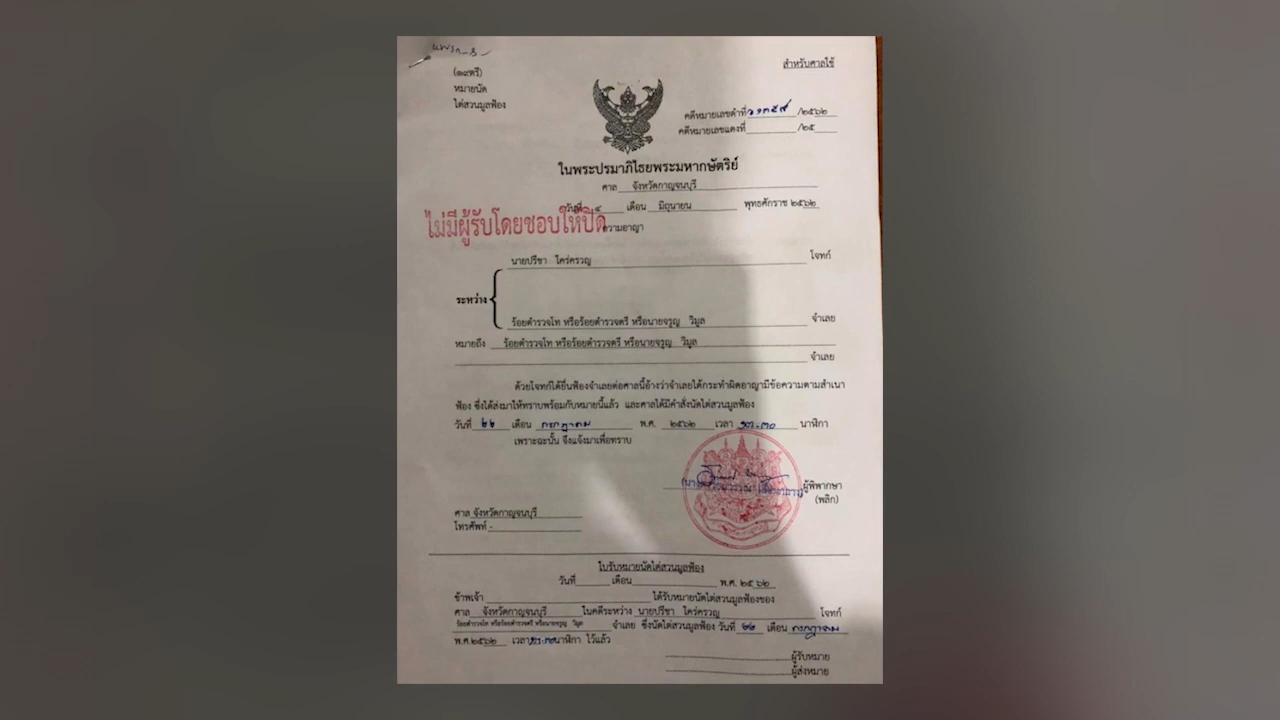 สำหรับศาลใช้
(๑๙ตรี)
หมายนัด
ไต่สวนมูลฟ้อง
คดีหมายเลขดำที่ /๒๕๖๒
คดีหมายเลขแดงที่ /๒๕
ในพระปรมาภิไธยพระมหากษัตริย์
ศาล จังหวัดกาญจนบุรี
วันที่ ๔ เดือน มิถุนายน พุทธศักราช ๒๕๖๒
ไม่มีผู้รับโดยชอบให้ปิด
ความอาญา
นายปรีชา ใคร่ครวญ โจทก์
ระหว่าง
ร้อยตำรวจโท หรือร้อยตำรวจตรี หรือนายจรูญ วิมูล จำเลย
หมายถึง ร้อยตำรวจโท หรือร้อยตำรวจตรี หรือนายจรูญ วิมูล
จำเลย
ด้วยโจทก์ได้ยื่นฟ้องจำเลยต่อศาลนี้อ้างว่าจำเลยได้กระทำผิดอาญามีข้อความตามสำเนา
ฟ้อง ซึ่งได้ส่งมาให้ทราบพร้อมกับหมายนี้แล้ว และศาลได้มีคำสั่งนัดไต่สวนมูลฟ้อง
วันที่ ๒๒ เดือน กรกฎาคม พ.ศ. ๒๕๖๒ เวลา ๑๓.๓๐ นาฬิกา
เพราะฉะนั้น จึงแจ้งมาเพื่อทราบ
ผู้พิพากษา
(พลิก)
ศาล จังหวัดกาญจนบุรี
โทรศัพท์ -
ใบรับหมายนัดไต่สวนมูลฟ้อง
วันที่ เดือน พ.ศ. ๒๕๖๒
ข้าพเจ้า ได้รับหมายนัดไต่สวนมูลฟ้องของ
ศาล จังหวัดกาญจนบุรี ในคดีระหว่าง นายปรีชา ใคร่ครวญ โจทก์
ร้อยตำรวจโท หรือร้อยตำรวจตรี หรือนายจรูญ วิมูล จำเลย ซึ่งนัดไต่สวนมูลฟ้อง วันที่ ๒๒ เดือน กรกฎาคม
พ.ศ.๒๕๖๒ เวลา ๑๓.๓๐ นาฬิกา ไว้แล้ว
ผู้รับหมาย
ผู้ส่งหมาย